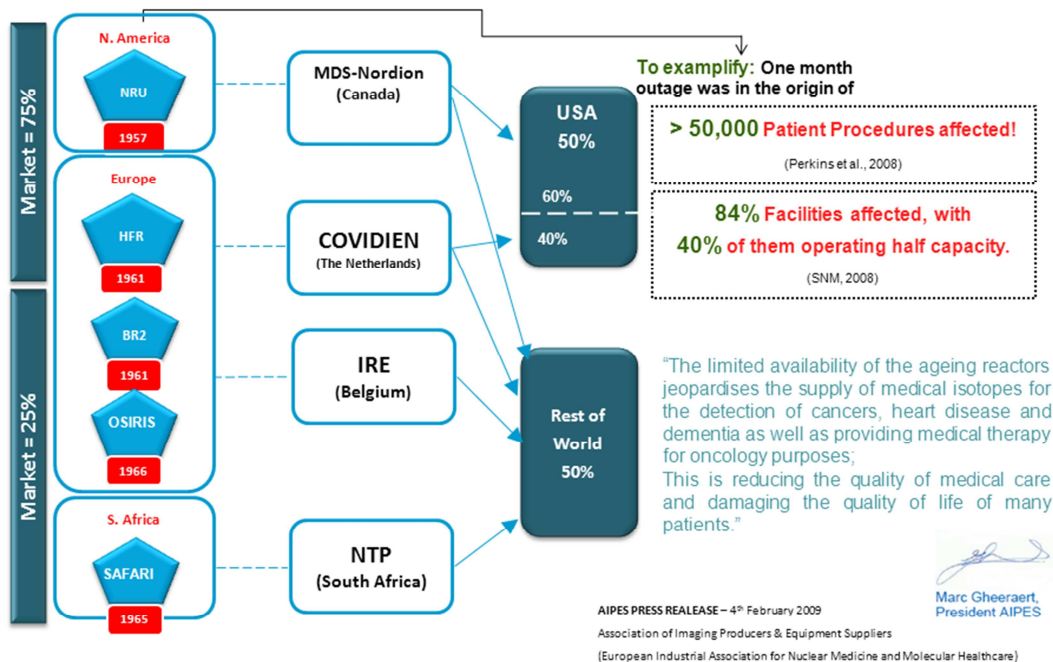 Market = 75%
Market = 25%
N. America
NRU
1957
Europe
HFR
1961
BR2
1961
OSIRIS
1966
S. Africa
SAFARI
1965
MDS-Nordion
(Canada)
COVIDIEN
(The Netherlands)
IRE
(Belgium)
NTP
(South Africa)
USA
50%
60%
40%
Rest of
World
50%
To examplify: One month
outage was in the origin of
> 50,000 Patient Procedures affected!
(Perkins et al., 2008)
84% Facilities affected, with
40% of them operating half capacity.
(SNM, 2008)
“The limited availability of the ageing reactors
jeopardises the supply of medical isotopes for
the detection of cancers, heart disease and
dementia as well as providing medical therapy
for oncology purposes;
This is reducing the quality of medical care
and damaging the quality of life of many
patients.”
Marc Gheeraert,
President AIPES
AIPES PRESS REALEASE – 4th February 2009
Association of Imaging Producers & Equipment Suppliers
(European Industrial Association for Nuclear Medicine and Molecular Healthcare)